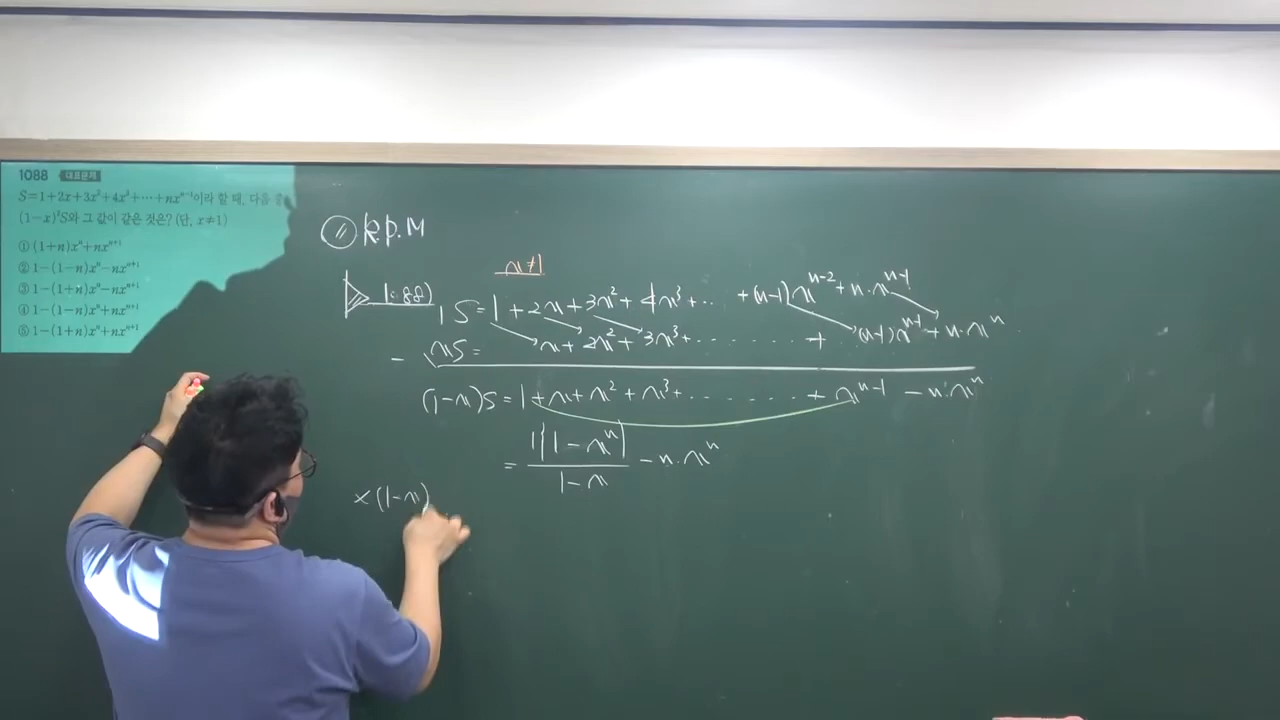 1088 대표문제
S=1+2x+3x²+4x³+⋯+nxⁿ⁻¹이라 할 때, 다음 중
(1-x)²S와 그 값이 같은 것은? (단, x≠1)
① (1+n)xⁿ+nxⁿ⁺¹
② 1-(1-n)xⁿ-nxⁿ⁺¹
③ 1-(1+n)xⁿ-nxⁿ⁺¹
④ 1-(1-n)xⁿ+nxⁿ⁺¹
⑤ 1-(1+n)xⁿ+nxⁿ⁺¹
R.P.M
x≠1
1088)
1S=1+2x+3x²+4x³+⋯+(n-1)xⁿ⁻²+n·xⁿ⁻¹
- xS= x+2x²+3x³+⋯⋯+(n-1)xⁿ⁻¹+n·xⁿ
(1-x)S=1+x+x²+x³+⋯⋯+xⁿ⁻¹-n·xⁿ
= 1{1-xⁿ}/1-x - n·xⁿ
×(1-x)